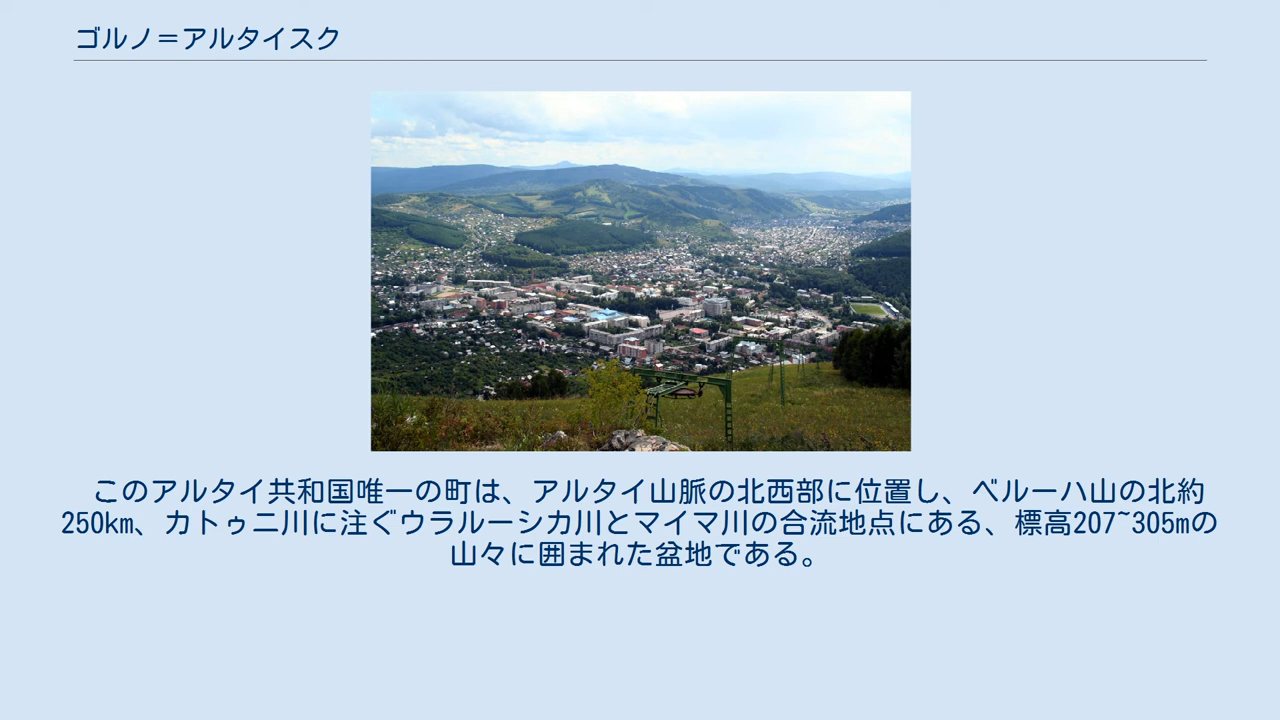 ゴルノ＝アルタイスク
このアルタイ共和国唯一の町は、アルタイ山脈の北西部に位置し、ベルーハ山の北約
250km、カトゥニ川に注ぐウラルーシカ川とマイマ川の合流地点にある、標高207~305mの
山々に囲まれた盆地である。